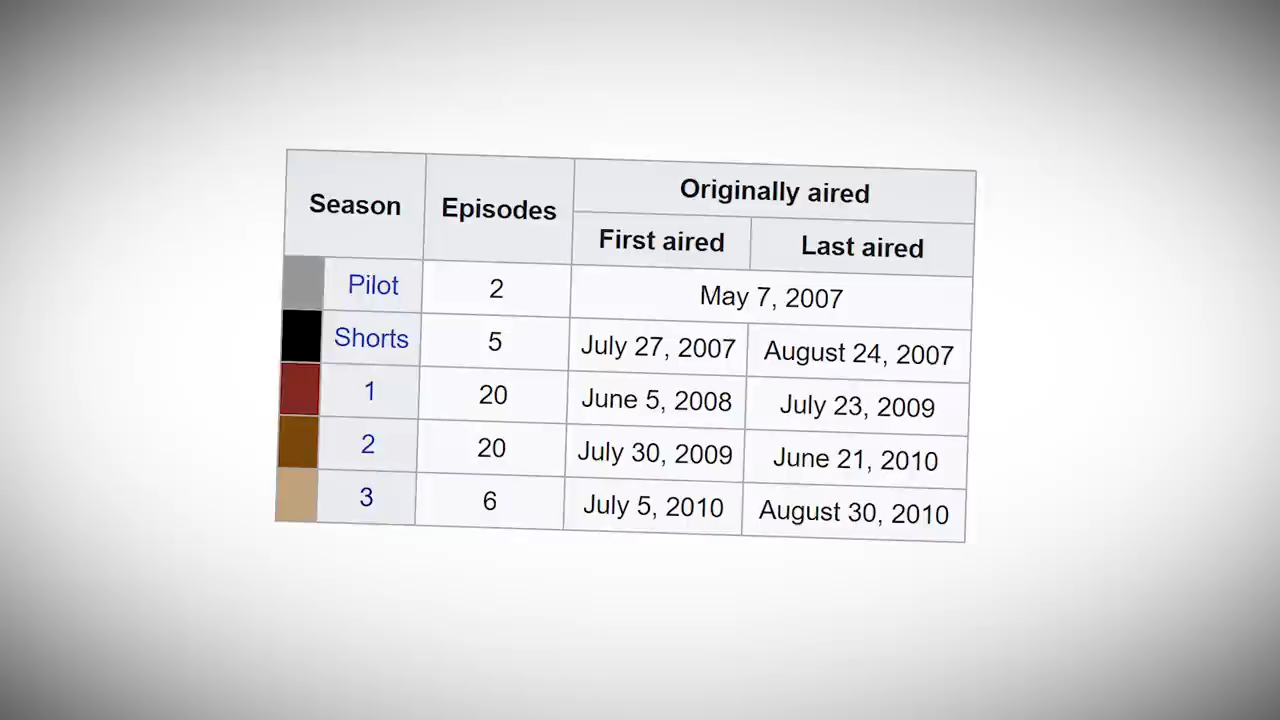 Season Episodes Originally aired
First aired Last aired
Pilot 2 May 7, 2007
Shorts 5 July 27, 2007 August 24, 2007
1 20 June 5, 2008 July 23, 2009
2 20 July 30, 2009 June 21, 2010
3 6 July 5, 2010 August 30, 2010